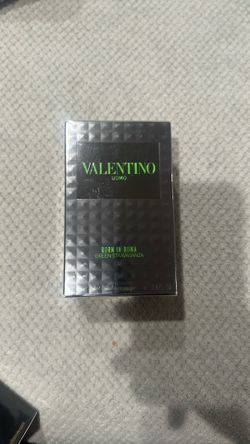 VALENTINO
UOMO
BORN IN ROMA
GREEN STRAVAGANZA